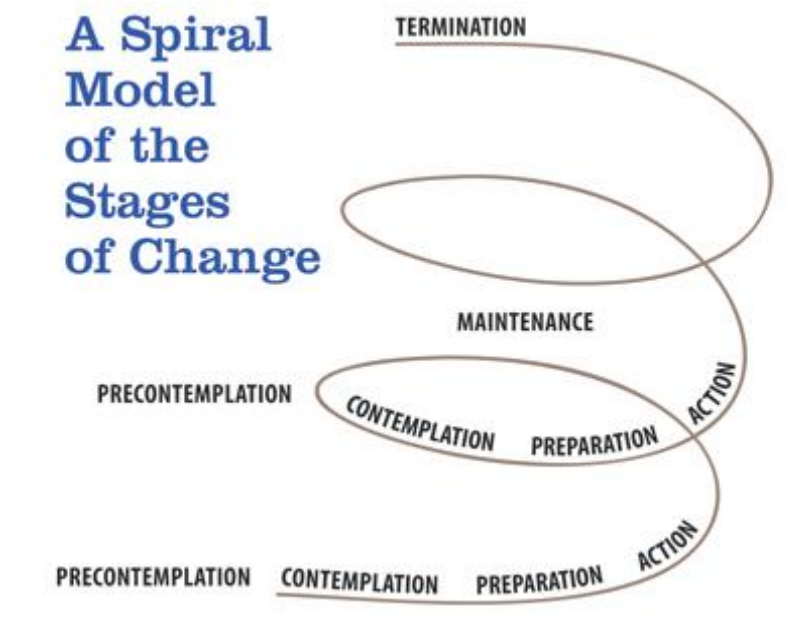 A Spiral
Model
of the
Stages
of Change
TERMINATION
MAINTENANCE
PRECONTEMPLATION
CONTEMPLATION PREPARATION ACTION
PRECONTEMPLATION CONTEMPLATION PREPARATION ACTION